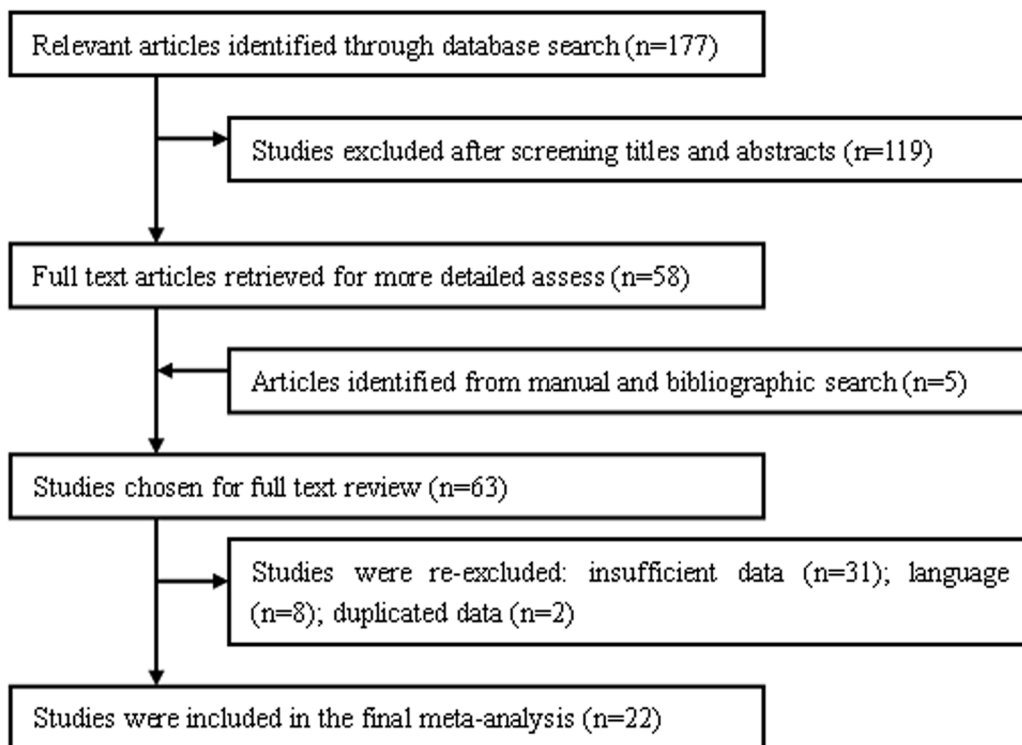 Relevant articles identified through database search (n=177)
Studies excluded after screening titles and abstracts (n=119)
Full text articles retrieved for more detailed assess (n=58)
Articles identified from manual and bibliographic search (n=5)
Studies chosen for full text review (n=63)
Studies were re-excluded: insufficient data (n=31); language
(n=8); duplicated data (n=2)
Studies were included in the final meta-analysis (n=22)